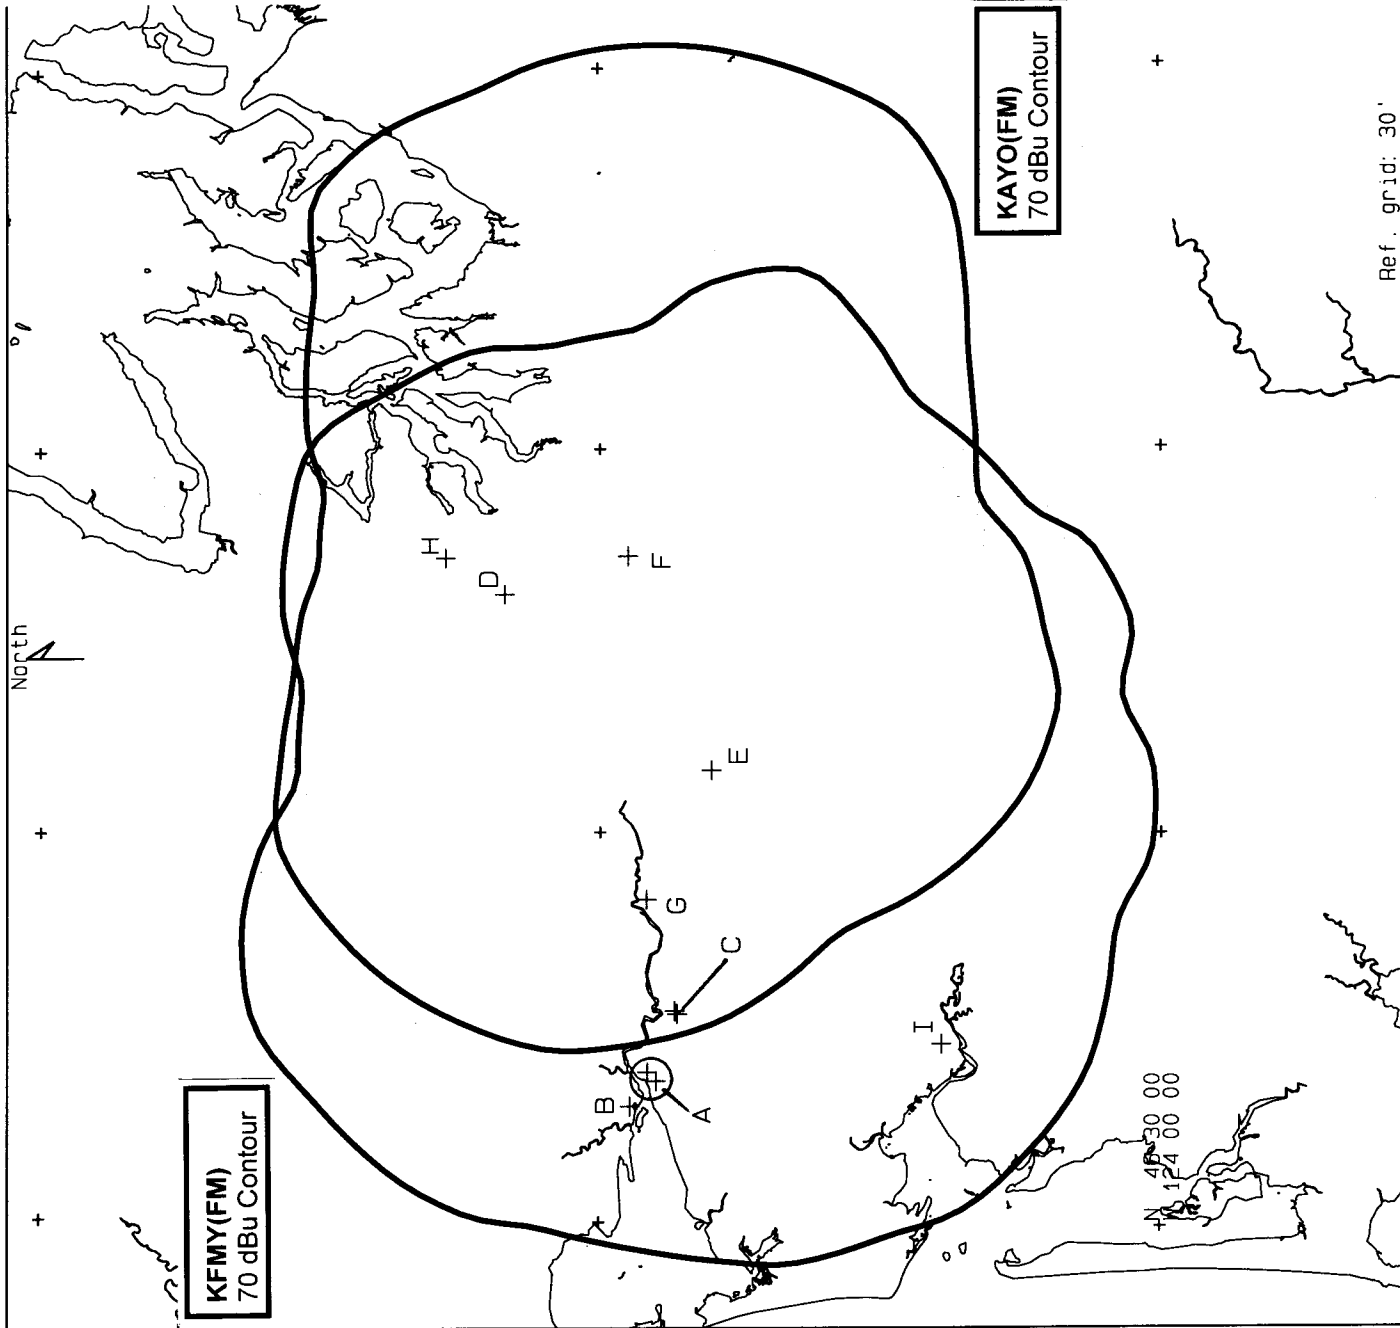 North
KFMY(FM)
70 dBu Contour
KAYO(FM)
70 dBu Contour
H
D
F
E
G
C
B
A
I
N 46 30 00
124 00 00
Ref. grid: 30'